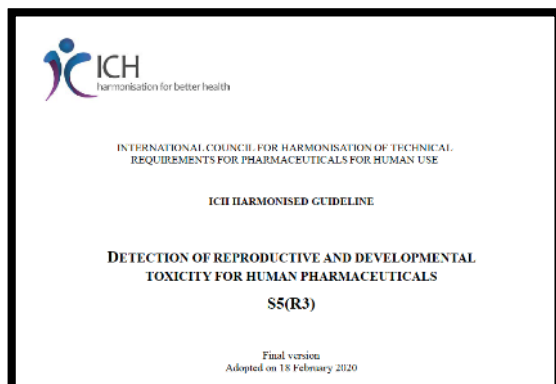 ICH
harmonisation for better health
INTERNATIONAL COUNCIL FOR HARMONISATION OF TECHNICAL
REQUIREMENTS FOR PHARMACEUTICALS FOR HUMAN USE
ICH HARMONISED GUIDELINE
DETECTION OF REPRODUCTIVE AND DEVELOPMENTAL
TOXICITY FOR HUMAN PHARMACEUTICALS
S5(R3)
Final version
Adopted on 18 February 2020